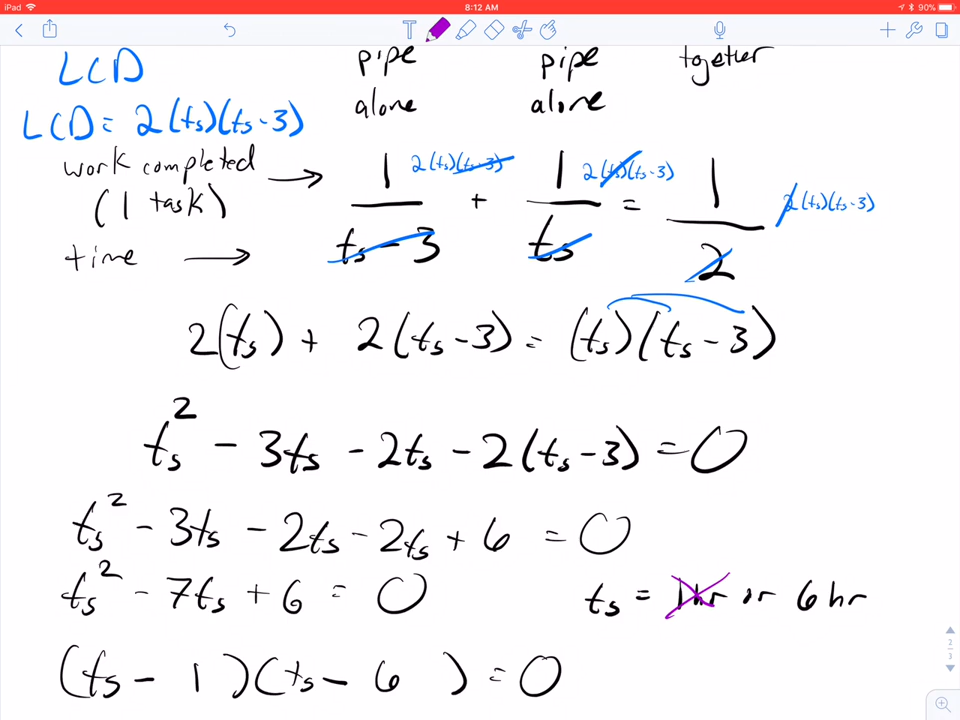 iPad 8:12 AM 90%
T
LCD pipe pipe together
LCD = 2(ts)(ts-3) alone alone
work completed → 1 2(ts)(ts-3) + 1 2(ts)(ts-3) = 1 2(ts)(ts-3)
(1 task)
time → ts - 3 ts 2
2(ts) + 2(ts-3) = (ts)(ts-3)
ts² - 3ts - 2ts - 2(ts-3) = 0
ts² - 3ts - 2ts - 2ts + 6 = 0
ts² - 7ts + 6 = 0 ts = 1hr or 6 hr
(ts - 1)(ts - 6) = 0
2/3